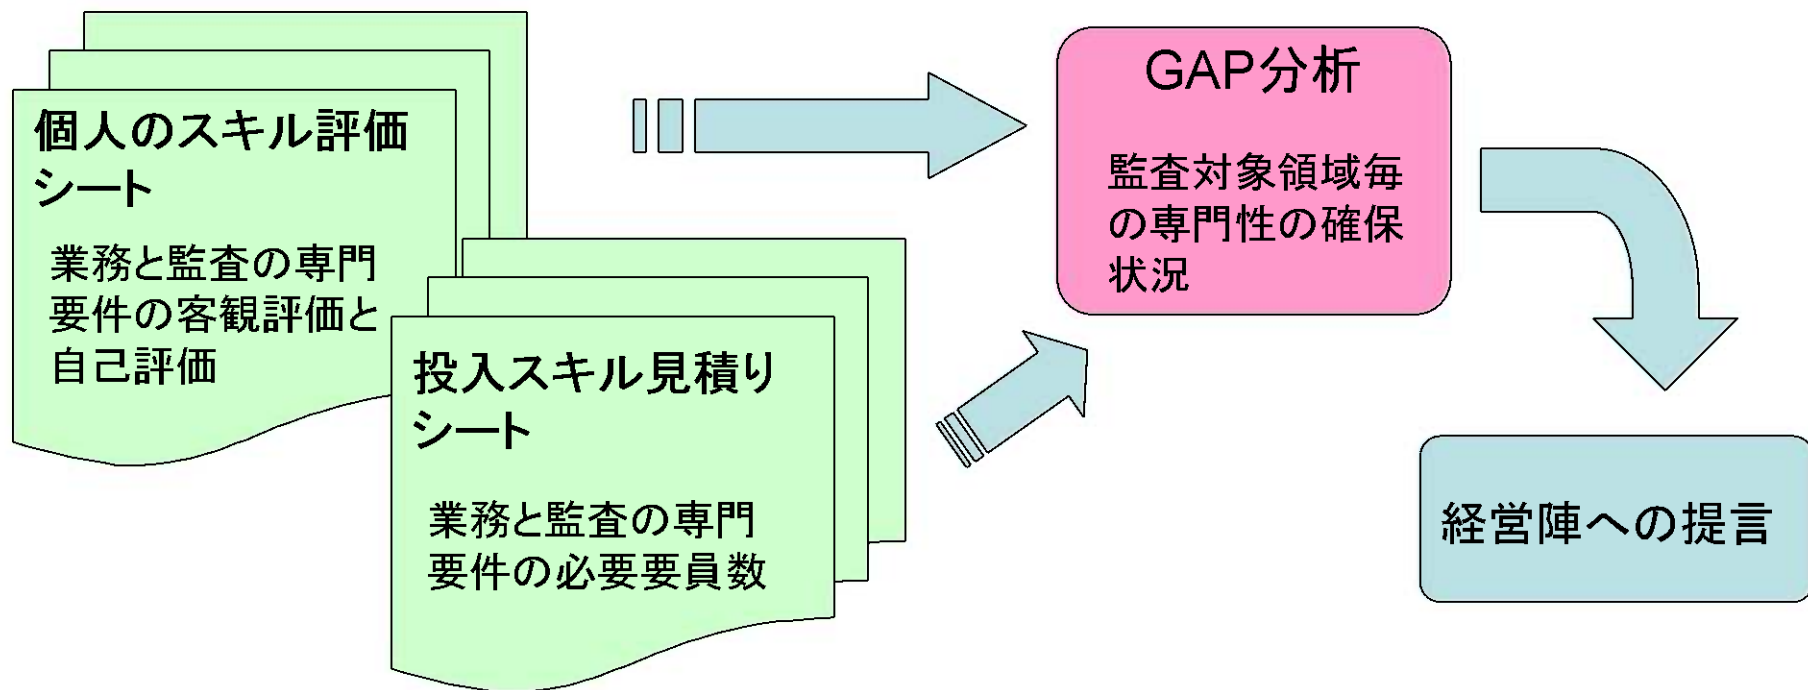 個人のスキル評価
シート
業務と監査の専門
要件の客観評価と
自己評価
投入スキル見積り
シート
業務と監査の専門
要件の必要要員数
GAP分析
監査対象領域毎
の専門性の確保
状況
経営陣への提言